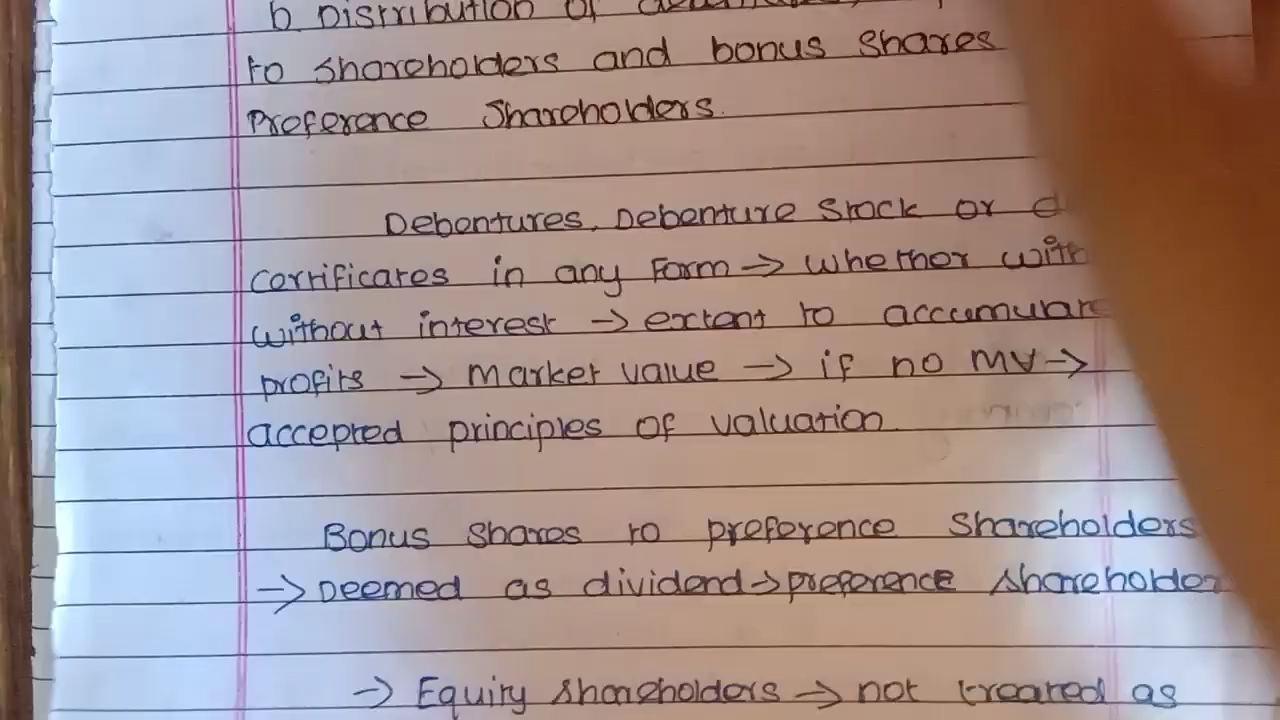 b. Distribution of
to shareholders and bonus shares
Preference Shareholders.
Debentures, Debenture Stock or
certificates in any Form → whether with
without interest → extent to
profits → Market value → if no MV →
accepted principles of valuation
Bonus shares to preference shareholders
→ Deemed as dividend → preference shareholder
→ Equity shareholders → not treated as